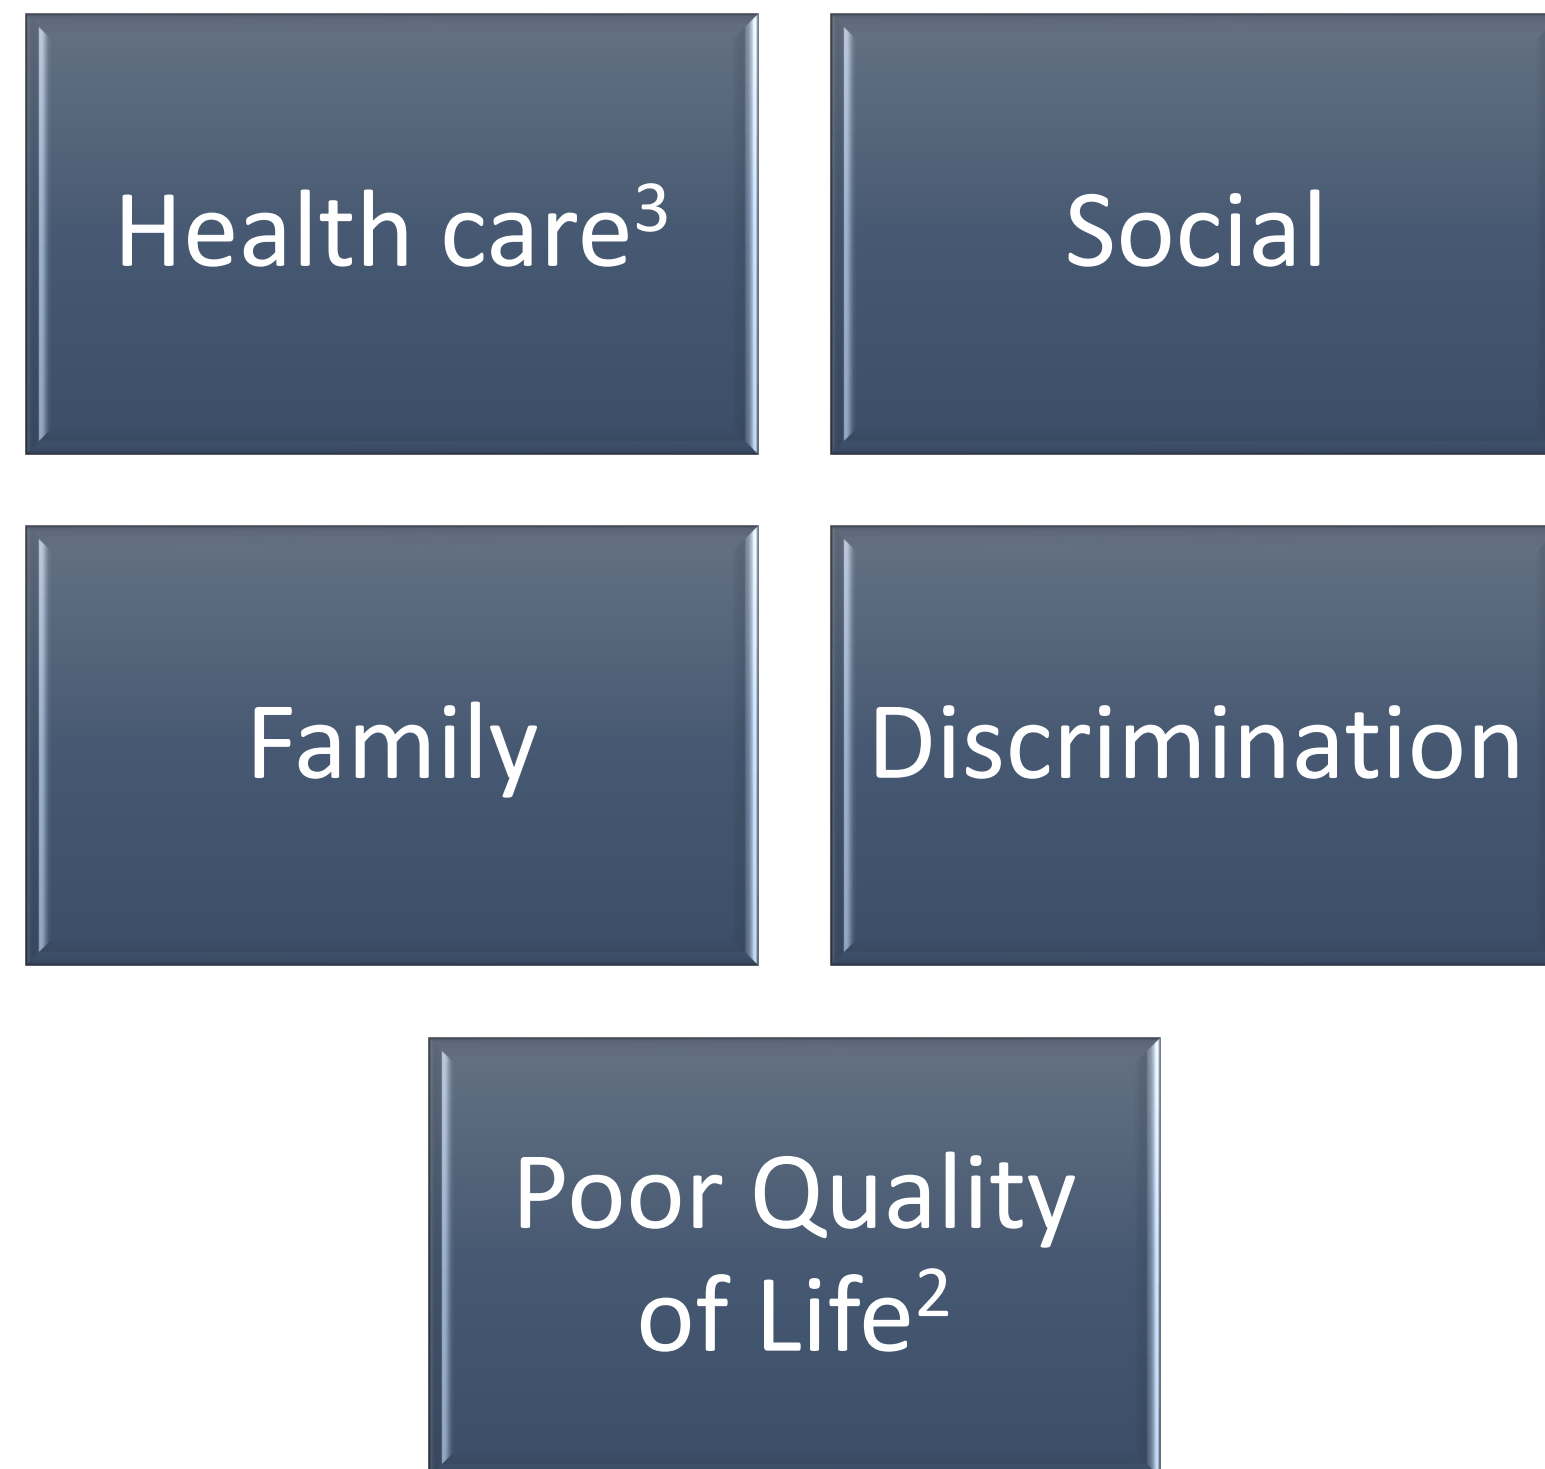 Health care³
Social
Family
Discrimination
Poor Quality
of Life²